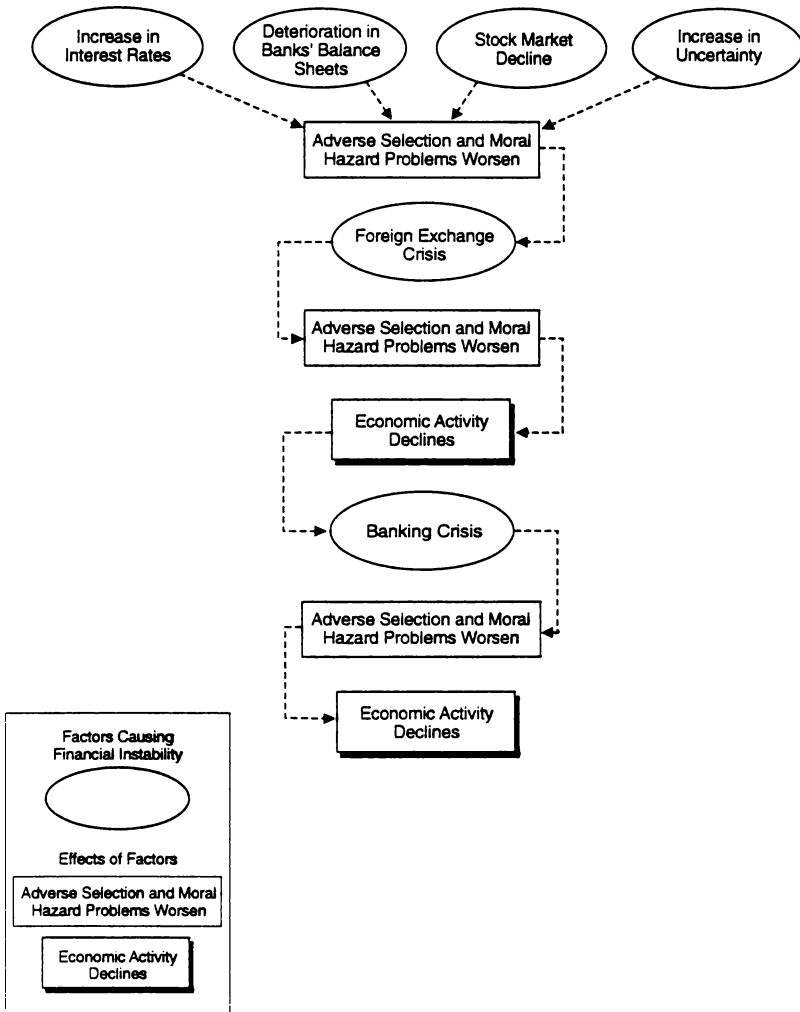 Increase in
Interest Rates
Deterioration in
Banks' Balance
Sheets
Stock Market
Decline
Increase in
Uncertainty
Adverse Selection and Moral
Hazard Problems Worsen
Foreign Exchange
Crisis
Adverse Selection and Moral
Hazard Problems Worsen
Economic Activity
Declines
Banking Crisis
Adverse Selection and Moral
Hazard Problems Worsen
Economic Activity
Declines
Factors Causing
Financial Instability
Effects of Factors
Adverse Selection and Moral
Hazard Problems Worsen
Economic Activity
Declines